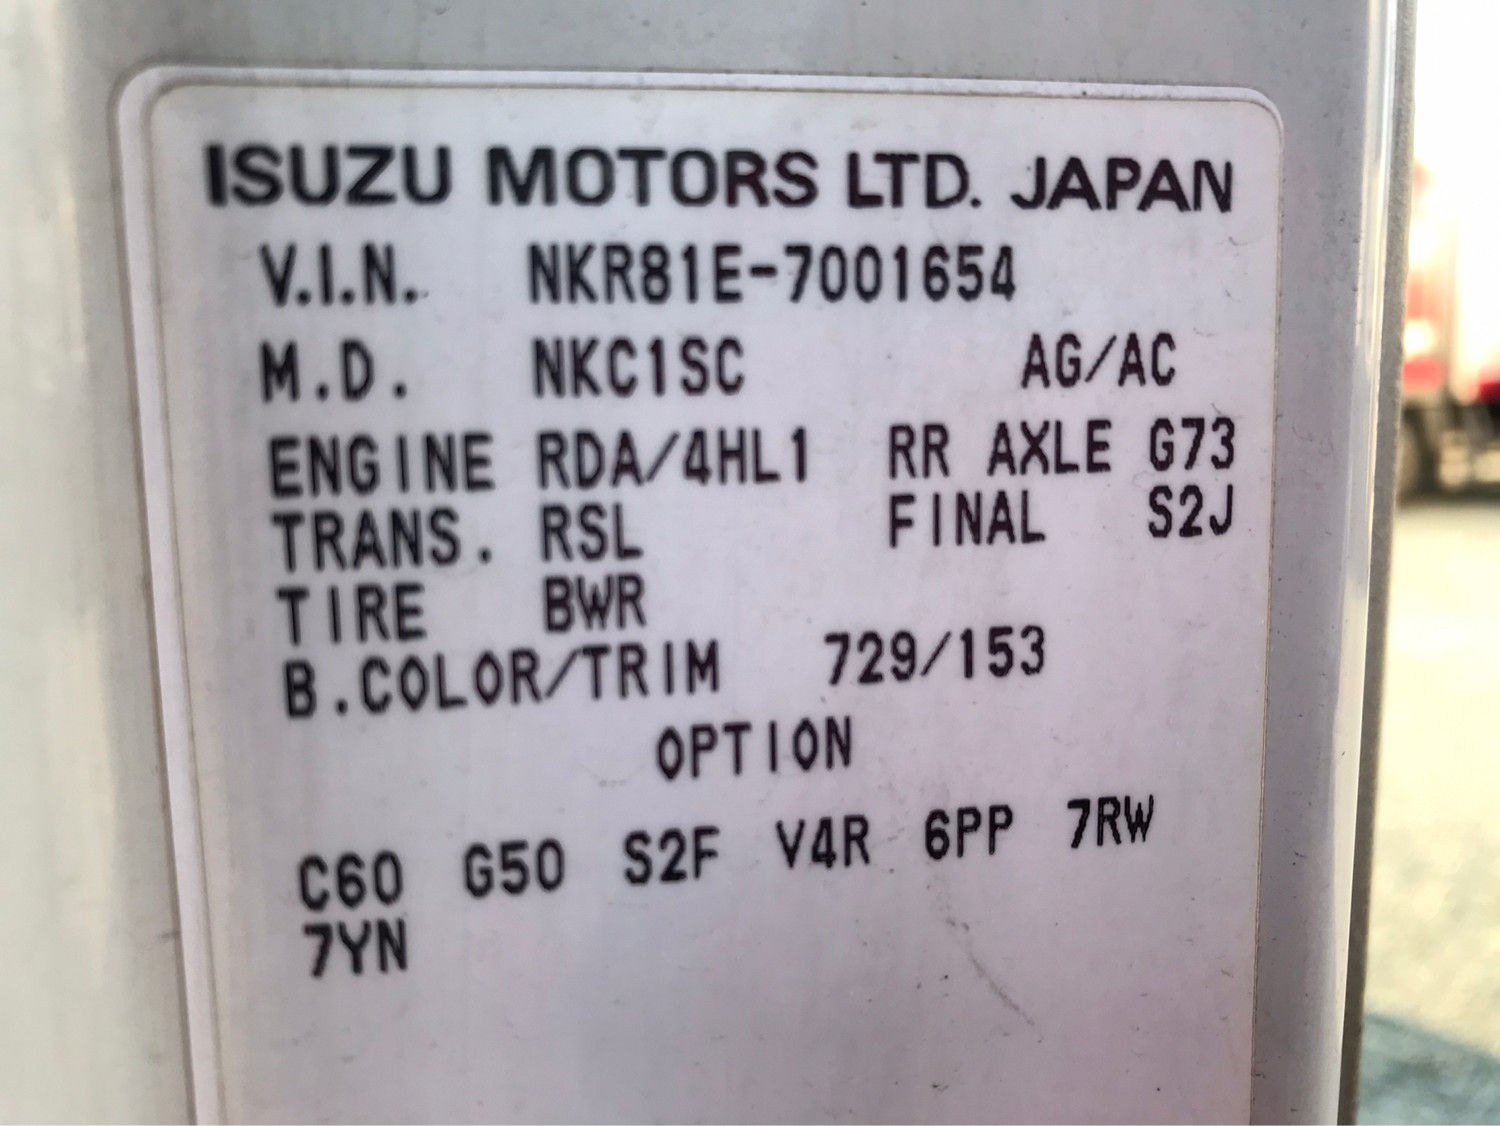 ISUZU MOTORS LTD. JAPAN
V.I.N. NKR81E-7001654
M.D. NKC1SC AG/AC
ENGINE RDA/4HL1 RR AXLE G73
TRANS. RSL FINAL S2J
TIRE BWR
B.COLOR/TRIM 729/153
OPTION
C60 G50 S2F V4R 6PP 7RW
7YN